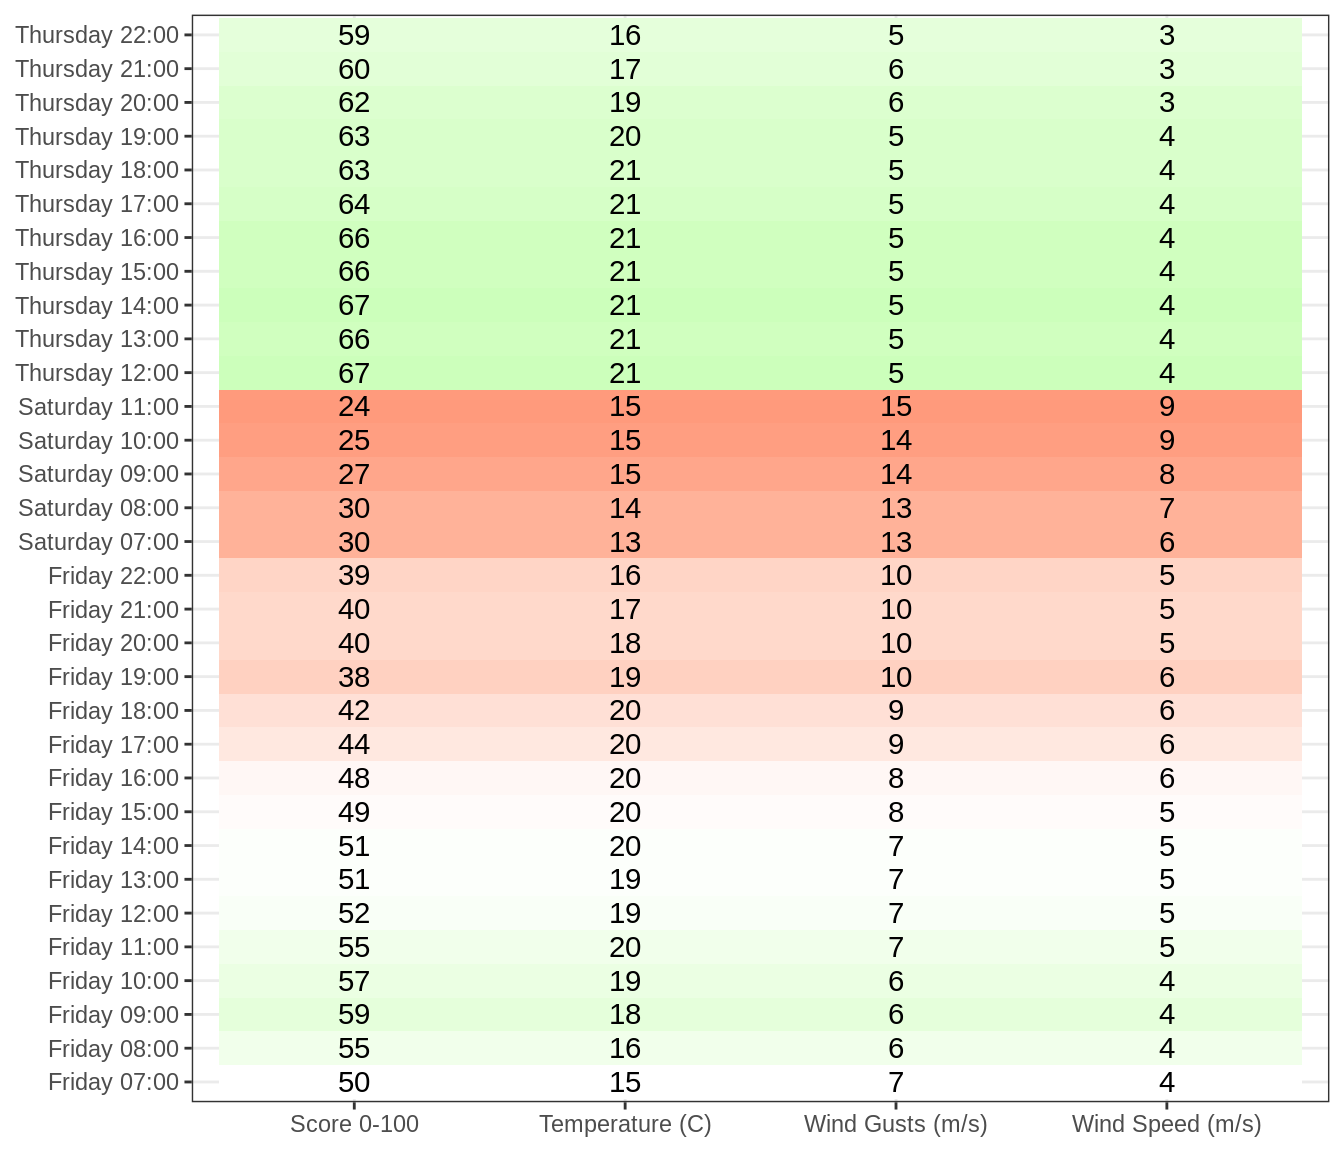 Thursday 22:00 59 16 5 3
Thursday 21:00 60 17 6 3
Thursday 20:00 62 19 6 3
Thursday 19:00 63 20 5 4
Thursday 18:00 63 21 5 4
Thursday 17:00 64 21 5 4
Thursday 16:00 66 21 5 4
Thursday 15:00 66 21 5 4
Thursday 14:00 67 21 5 4
Thursday 13:00 66 21 5 4
Thursday 12:00 67 21 5 4
Saturday 11:00 24 15 15 9
Saturday 10:00 25 15 14 9
Saturday 09:00 27 15 14 8
Saturday 08:00 30 14 13 7
Saturday 07:00 30 13 13 6
Friday 22:00 39 16 10 5
Friday 21:00 40 17 10 5
Friday 20:00 40 18 10 5
Friday 19:00 38 19 10 6
Friday 18:00 42 20 9 6
Friday 17:00 44 20 9 6
Friday 16:00 48 20 8 6
Friday 15:00 49 20 8 5
Friday 14:00 51 20 7 5
Friday 13:00 51 19 7 5
Friday 12:00 52 19 7 5
Friday 11:00 55 20 7 5
Friday 10:00 57 19 6 4
Friday 09:00 59 18 6 4
Friday 08:00 55 16 6 4
Friday 07:00 50 15 7 4
Score 0-100 Temperature (C) Wind Gusts (m/s) Wind Speed (m/s)